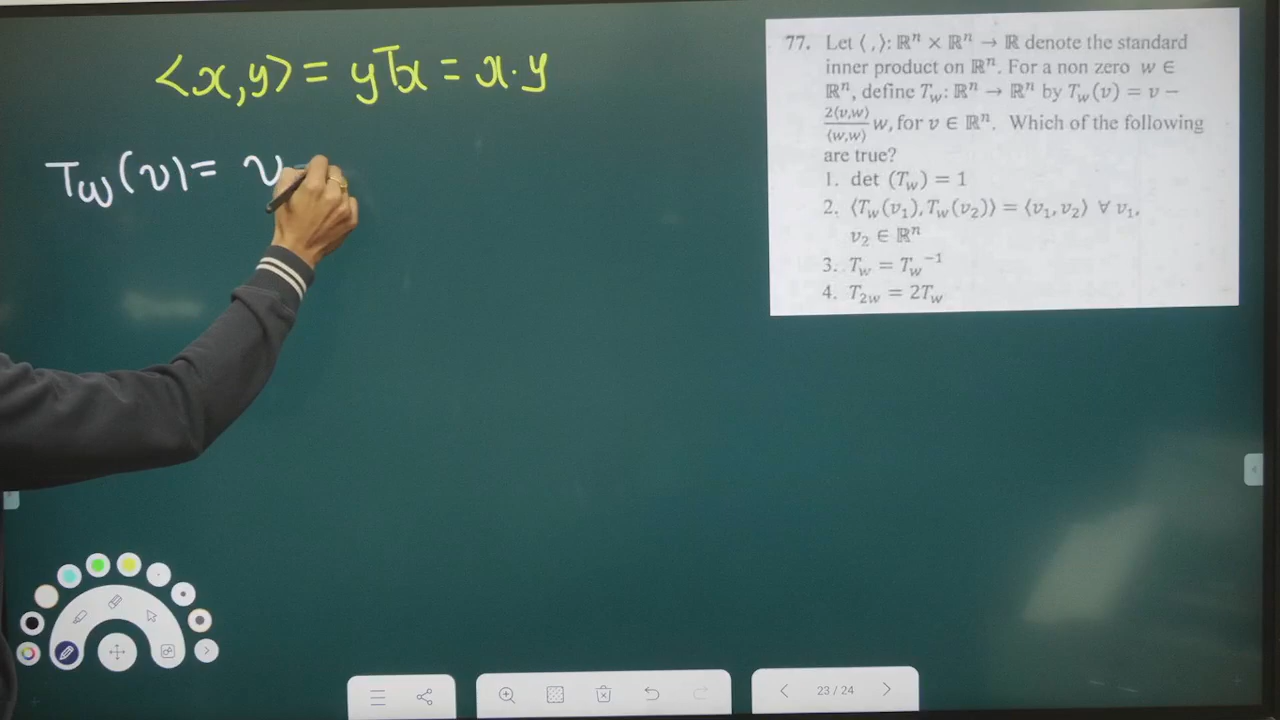 <x,y> = yᵀx = x·y
T_w(v) = v
77. Let ⟨ , ⟩: ℝⁿ × ℝⁿ → ℝ denote the standard
inner product on ℝⁿ. For a non zero w ∈
ℝⁿ, define T_w: ℝⁿ → ℝⁿ by T_w(v) = v −
2⟨v,w⟩/⟨w,w⟩ w, for v ∈ ℝⁿ. Which of the following
are true?
1. det (T_w) = 1
2. ⟨T_w(v₁), T_w(v₂)⟩ = ⟨v₁, v₂⟩ ∀ v₁,
v₂ ∈ ℝⁿ
3. T_w = T_w⁻¹
4. T_2w = 2T_w
23 / 24